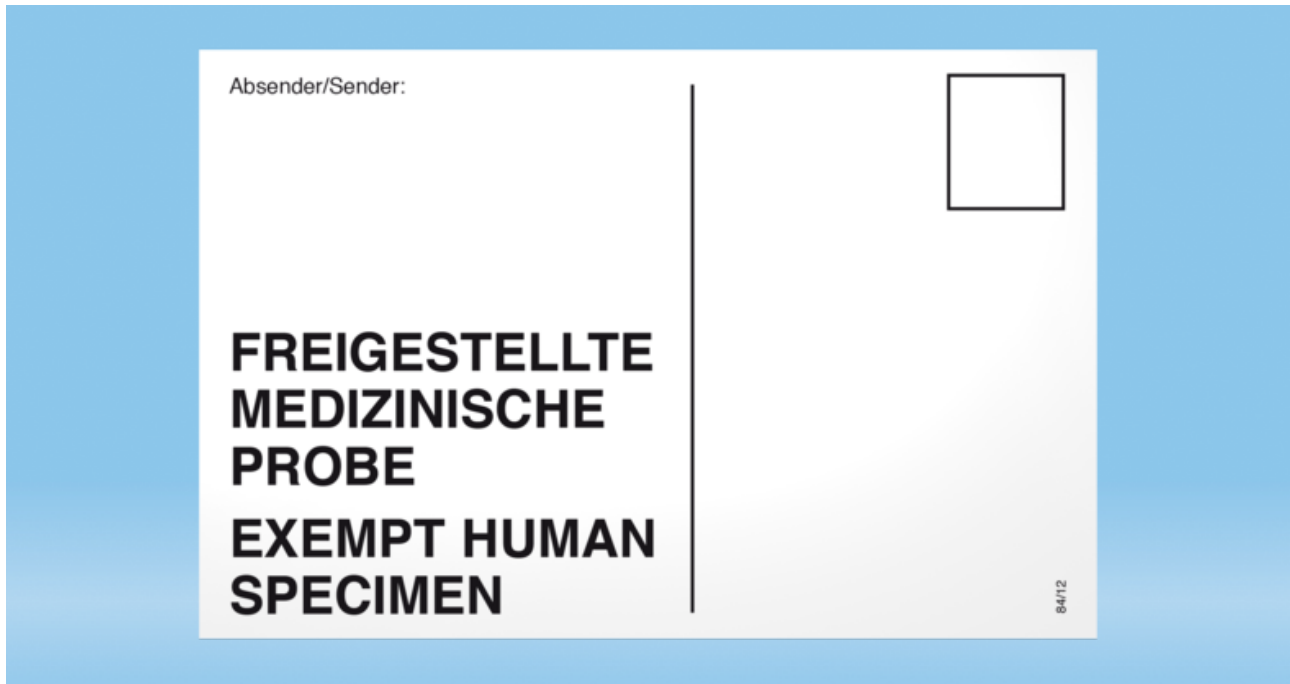 Absender/Sender:
FREIGESTELLTE
MEDIZINISCHE
PROBE
EXEMPT HUMAN
SPECIMEN
84/12